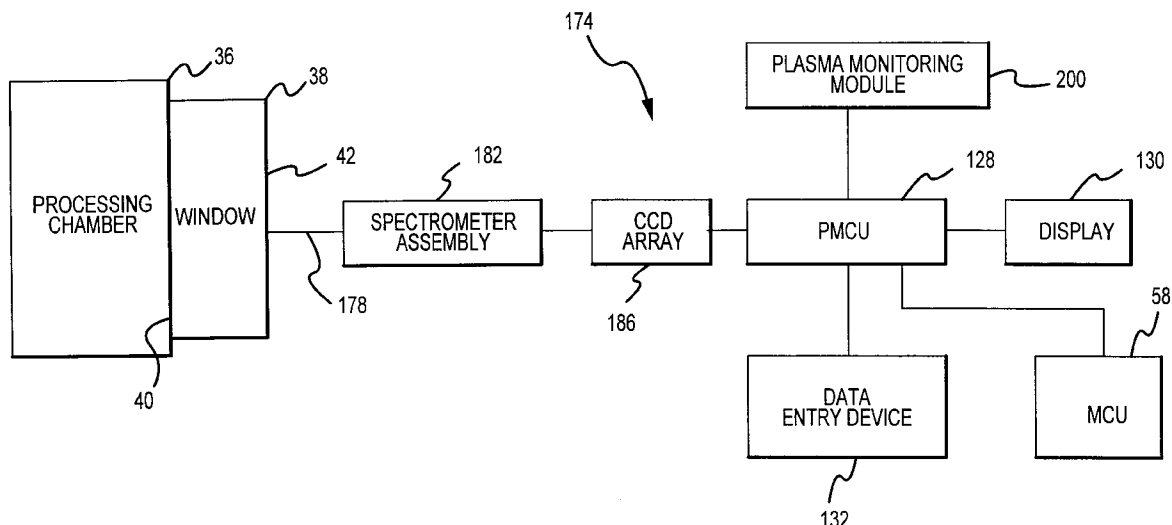 174
36
PLASMA MONITORING
MODULE
200
38
42
182
128
130
PROCESSING
CHAMBER
WINDOW
SPECTROMETER
ASSEMBLY
CCD
ARRAY
PMCU
DISPLAY
178
186
58
40
DATA
ENTRY DEVICE
MCU
132